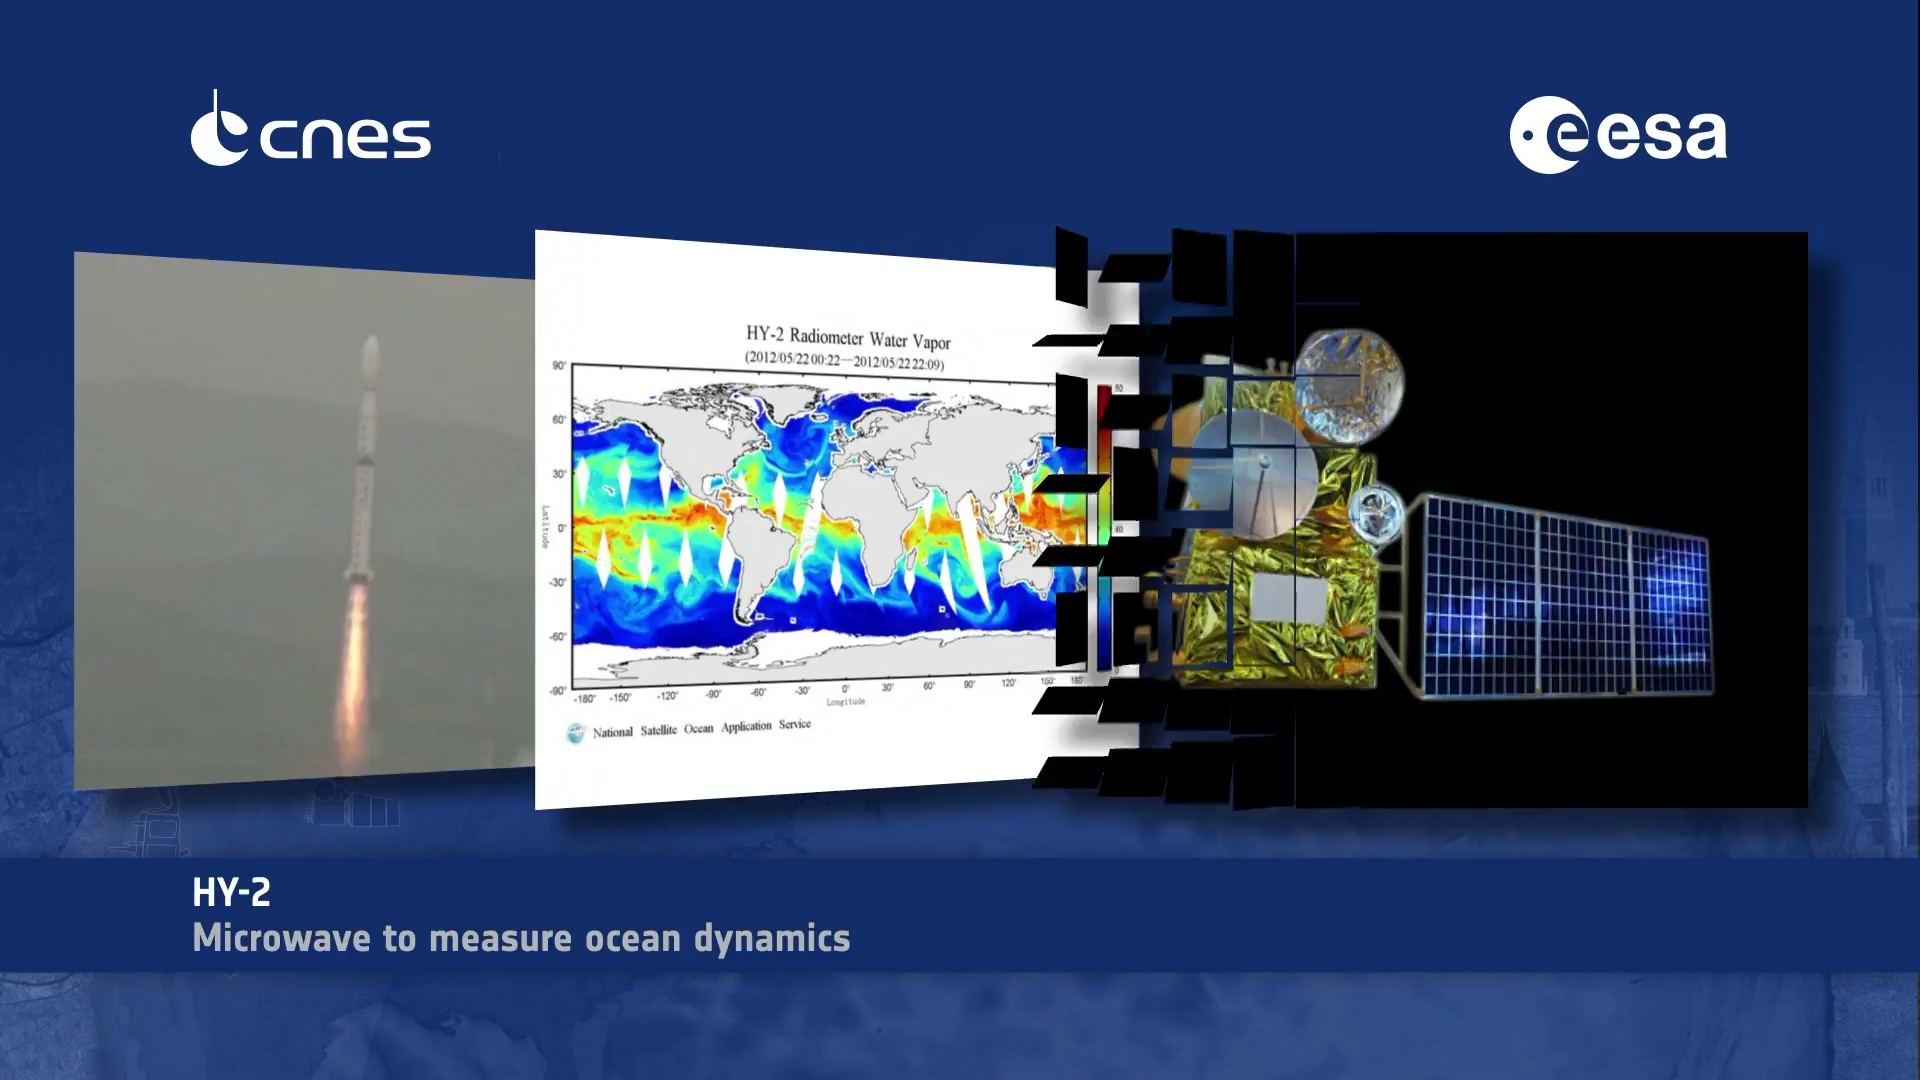 cnes
esa
HY-2 Radiometer Water Vapor
(2012/05/22 00:22—2012/05/22 22:09)
90°
60°
30°
0°
-30°
-60°
-90°
Latitude
-180° -150° -120° -90° -60° -30° 0° 30° 60° 90° 120° 150° 180°
Longitude
National Satellite Ocean Application Service
HY-2
Microwave to measure ocean dynamics